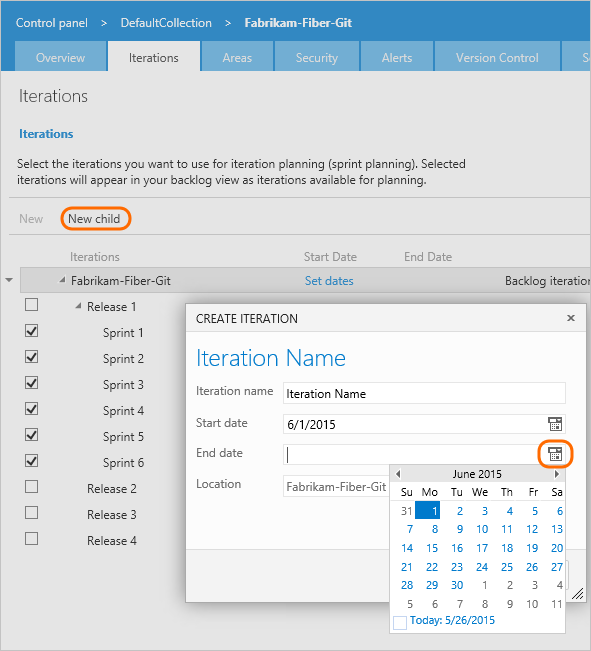 Control panel > DefaultCollection > Fabrikam-Fiber-Git
Overview Iterations Areas Security Alerts Version Control
Iterations
Iterations
Select the iterations you want to use for iteration planning (sprint planning). Selected
iterations will appear in your backlog view as iterations available for planning.
New New child
Iterations Start Date End Date
Fabrikam-Fiber-Git Set dates Backlog iteration
Release 1
Sprint 1
Sprint 2
Sprint 3
Sprint 4
Sprint 5
Sprint 6
Release 2
Release 3
Release 4
CREATE ITERATION ×
Iteration Name
Iteration name Iteration Name
Start date 6/1/2015
End date
Location Fabrikam-Fiber-Git
June 2015
Su Mo Tu We Th Fr Sa
31 1 2 3 4 5 6
7 8 9 10 11 12 13
14 15 16 17 18 19 20
21 22 23 24 25 26 27
28 29 30 1 2 3 4
5 6 7 8 9 10 11
Today: 5/26/2015